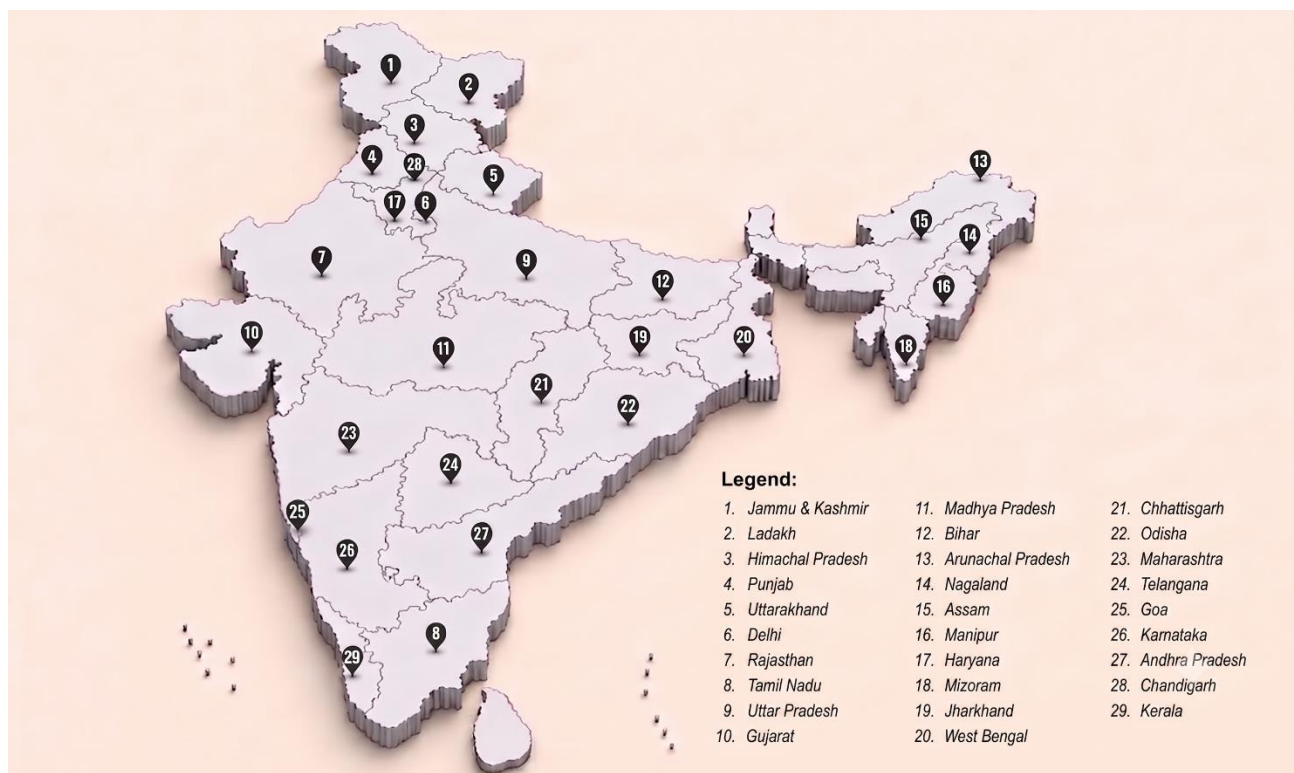 1
2
3
4
28
5
13
17
6
15
14
7
9
12
16
10
11
19
20
18
21
22
23
24
25
26
27
8
29
Legend:
1. Jammu & Kashmir
2. Ladakh
3. Himachal Pradesh
4. Punjab
5. Uttarakhand
6. Delhi
7. Rajasthan
8. Tamil Nadu
9. Uttar Pradesh
10. Gujarat
11. Madhya Pradesh
12. Bihar
13. Arunachal Pradesh
14. Nagaland
15. Assam
16. Manipur
17. Haryana
18. Mizoram
19. Jharkhand
20. West Bengal
21. Chhattisgarh
22. Odisha
23. Maharashtra
24. Telangana
25. Goa
26. Karnataka
27. Andhra Pradesh
28. Chandigarh
29. Kerala